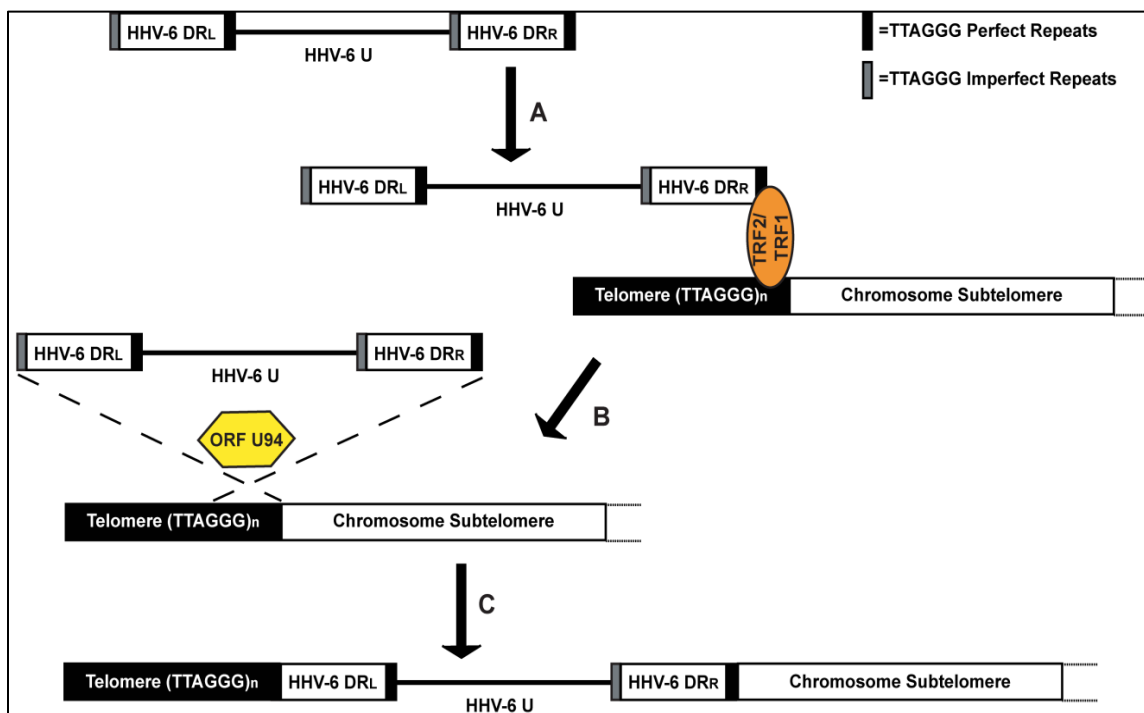 HHV-6 DRL
HHV-6 U
HHV-6 DRR
=TTAGGG Perfect Repeats
=TTAGGG Imperfect Repeats
A
HHV-6 DRL
HHV-6 U
HHV-6 DRR
TRF2/
TRF1
Telomere (TTAGGG)n
Chromosome Subtelomere
HHV-6 DRL
HHV-6 U
HHV-6 DRR
B
ORF U94
Telomere (TTAGGG)n
Chromosome Subtelomere
C
Telomere (TTAGGG)n
HHV-6 DRL
HHV-6 U
HHV-6 DRR
Chromosome Subtelomere